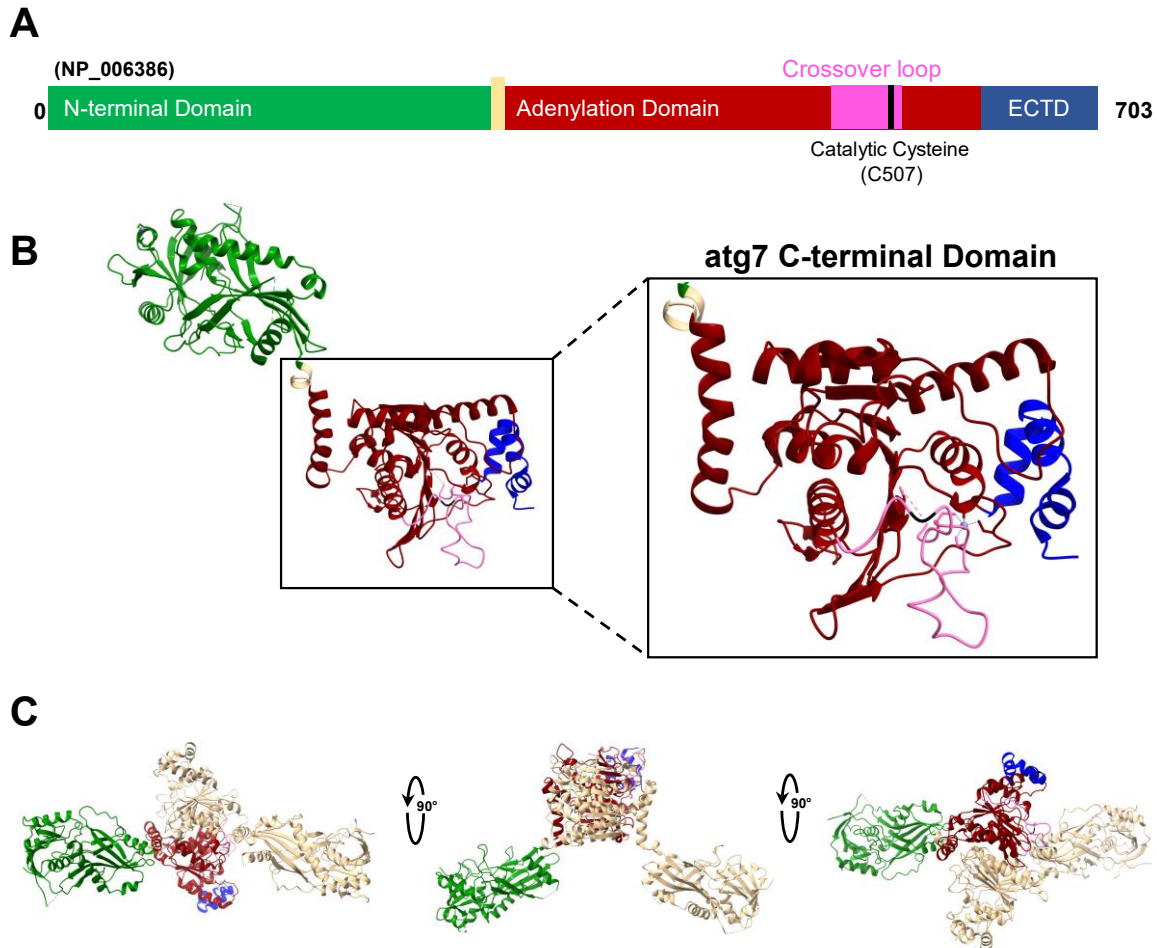 A
(NP_006386)
Crossover loop
0 N-terminal Domain Adenylation Domain ECTD 703
Catalytic Cysteine
(C507)
B
atg7 C-terminal Domain
C
90° 90°